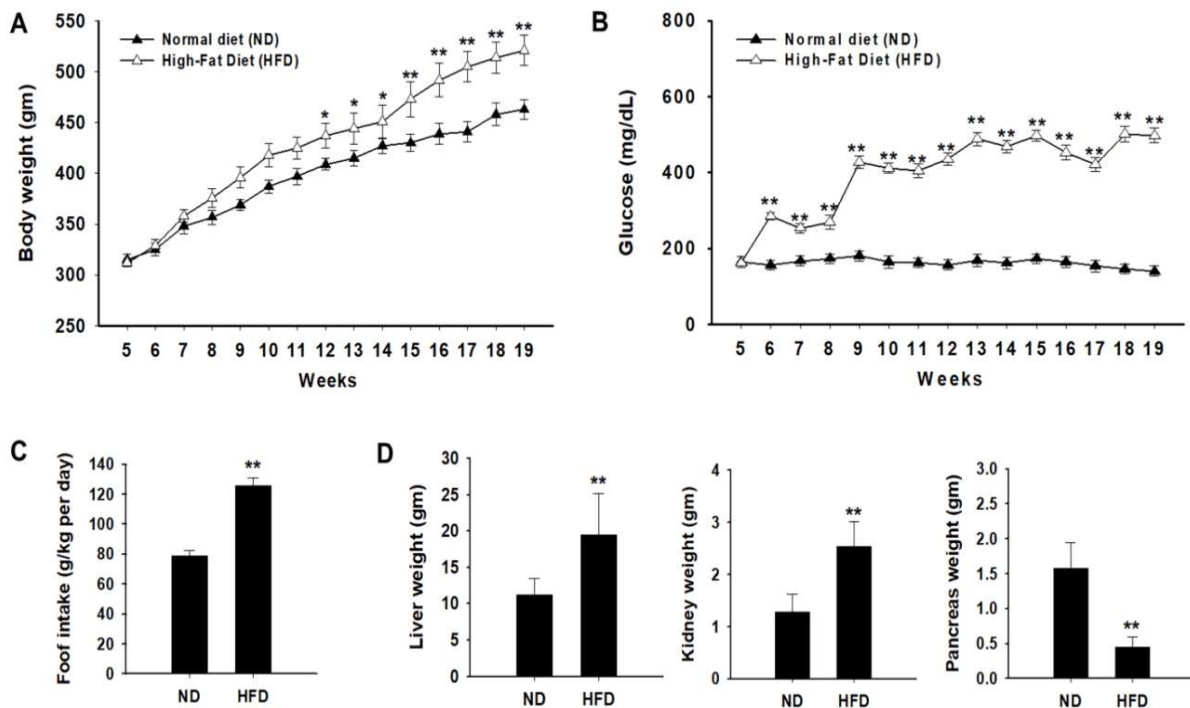 A
Normal diet (ND)
High-Fat Diet (HFD)
Body weight (gm)
550
500
450
400
350
300
250
* * * ** ** ** ** **
5 6 7 8 9 10 11 12 13 14 15 16 17 18 19
Weeks
B
Normal diet (ND)
High-Fat Diet (HFD)
Glucose (mg/dL)
800
600
400
200
0
** ** ** ** ** ** ** ** ** ** ** ** ** **
5 6 7 8 9 10 11 12 13 14 15 16 17 18 19
Weeks
C
Foof intake (g/kg per day)
140
120
100
80
60
40
20
0
**
ND HFD
D
Liver weight (gm)
30
25
20
15
10
5
0
**
ND HFD
Kidney weight (gm)
4
3
2
1
0
**
ND HFD
Pancreas weight (gm)
3.0
2.5
2.0
1.5
1.0
0.5
0.0
**
ND HFD